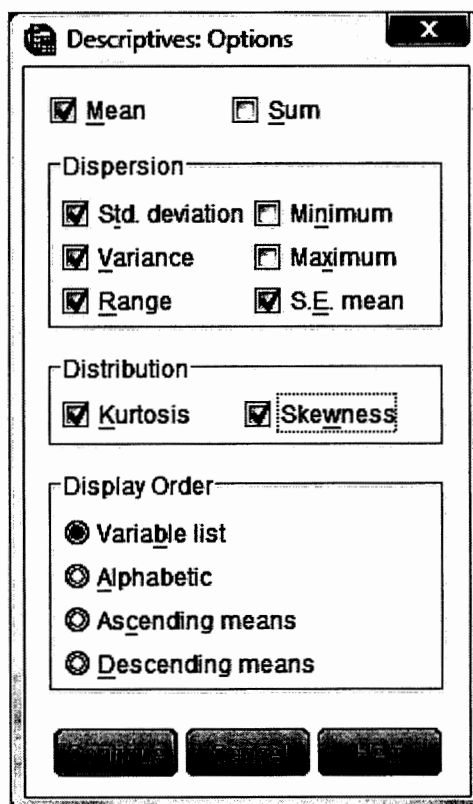 Descriptives: Options
Mean Sum
Dispersion
Std. deviation Minimum
Variance Maximum
Range S.E. mean
Distribution
Kurtosis Skewness
Display Order
Variable list
Alphabetic
Ascending means
Descending means